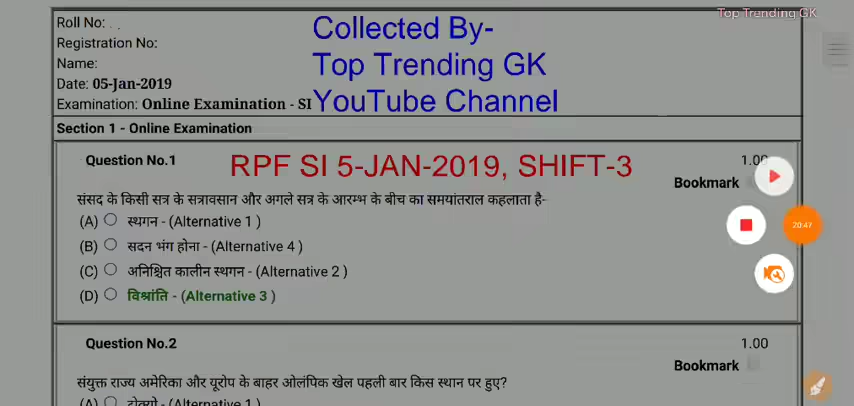 Top Trending GK
Roll No:
Collected By-
Registration No:
Name:
Top Trending GK
Date: 05-Jan-2019
Examination: Online Examination - SI
YouTube Channel
Section 1 - Online Examination
Question No.1
RPF SI 5-JAN-2019, SHIFT-3
1.00
Bookmark
संसद के किसी सत्र के सत्रावसान और अगले सत्र के आरम्भ के बीच का समयांतराल कहलाता है-
(A) स्थगन - (Alternative 1 )
(B) सदन भंग होना - (Alternative 4 )
(C) अनिश्चित कालीन स्थगन - (Alternative 2 )
(D) विश्रांति - (Alternative 3 )
20:47
Question No.2
1.00
Bookmark
संयुक्त राज्य अमेरिका और यूरोप के बाहर ओलंपिक खेल पहली बार किस स्थान पर हुए?
(A) टोक्यो - (Alternative 1 )